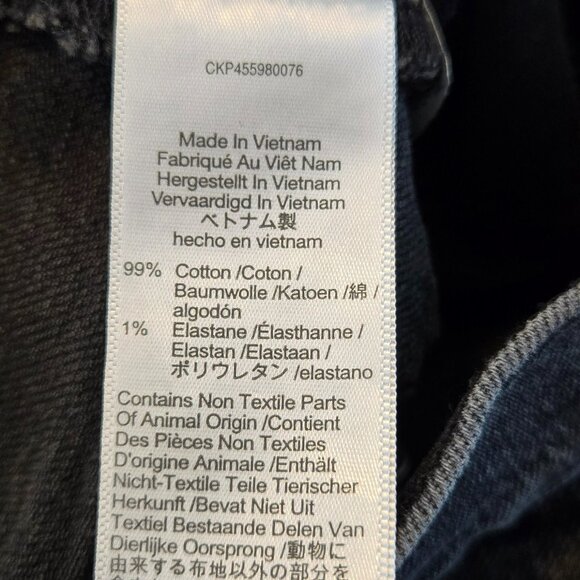 CKP455980076
Made In Vietnam
Fabriqué Au Viêt Nam
Hergestellt In Vietnam
Vervaardigd In Vietnam
ベトナム製
hecho en vietnam
99% Cotton /Coton /
Baumwolle /Katoen /綿 /
algodón
1% Elastane /Élasthanne /
Elastan /Elastaan /
ポリウレタン /elastano
Contains Non Textile Parts
Of Animal Origin /Contient
Des Pièces Non Textiles
D'origine Animale /Enthält
Nicht-Textile Teile Tierischer
Herkunft /Bevat Niet Uit
Textiel Bestaande Delen Van
Dierlijke Oorsprong /動物に
由来する布地以外の部分を